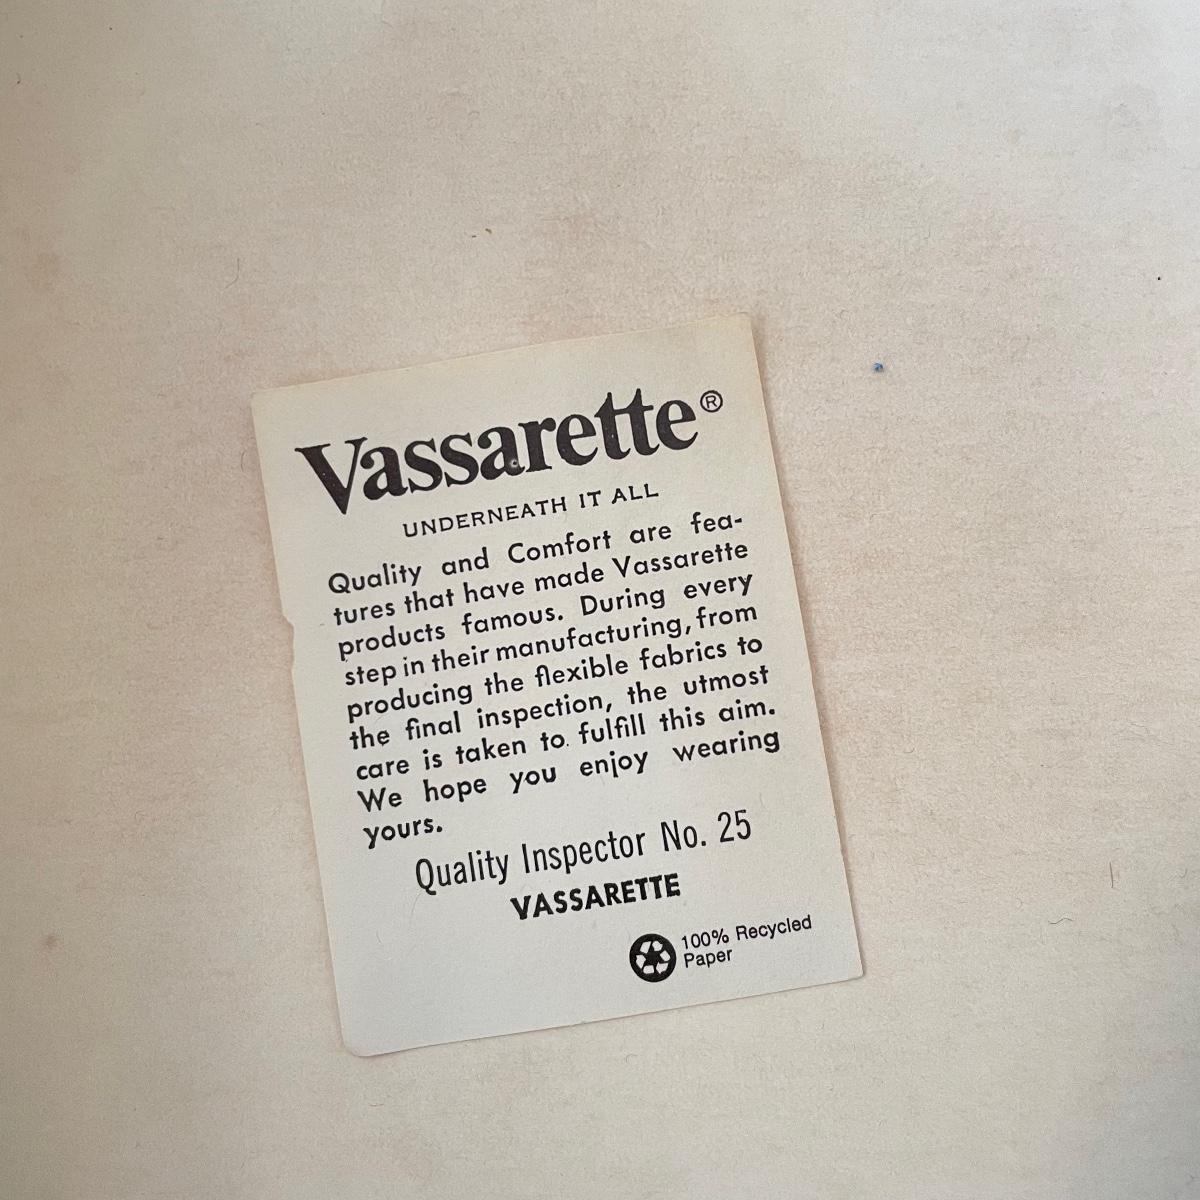 Vassarette®
UNDERNEATH IT ALL
Quality and Comfort are fea-
tures that have made Vassarette
products famous. During every
step in their manufacturing, from
producing the flexible fabrics to
the final inspection, the utmost
care is taken to fulfill this aim.
We hope you enjoy wearing
yours.
Quality Inspector No. 25
VASSARETTE
100% Recycled
Paper